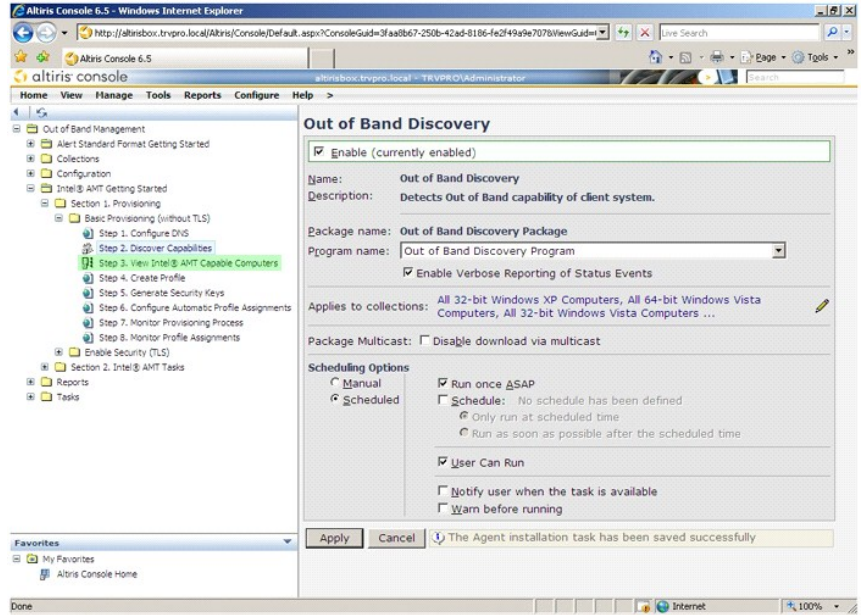 Altiris Console 6.5 - Windows Internet Explorer
http://altirisbox.trvpro.local/Altiris/Console/Default.aspx?ConsoleGuid=3faa8b67-250b-42ad-8186-fe2f49a9e7078&ViewGuid=
Live Search
Altiris Console 6.5
Page
Tools
altiris console
altirisbox.trvpro.local - TRVPRO\Administrator
Search
Home View Manage Tools Reports Configure Help >
Out of Band Management
Alert Standard Format Getting Started
Collections
Configuration
Intel® AMT Getting Started
Section 1. Provisioning
Basic Provisioning (without TLS)
Step 1. Configure DNS
Step 2. Discover Capabilities
Step 3. View Intel® AMT Capable Computers
Step 4. Create Profile
Step 5. Generate Security Keys
Step 6. Configure Automatic Profile Assignments
Step 7. Monitor Provisioning Process
Step 8. Monitor Profile Assignments
Enable Security (TLS)
Section 2. Intel® AMT Tasks
Reports
Tasks
Favorites
My Favorites
Altiris Console Home
Out of Band Discovery
Enable (currently enabled)
Name: Out of Band Discovery
Description: Detects Out of Band capability of client system.
Package name: Out of Band Discovery Package
Program name: Out of Band Discovery Program
Enable Verbose Reporting of Status Events
Applies to collections: All 32-bit Windows XP Computers, All 64-bit Windows Vista
Computers, All 32-bit Windows Vista Computers ...
Package Multicast: Disable download via multicast
Scheduling Options
Manual
Scheduled
Run once ASAP
Schedule: No schedule has been defined
Only run at scheduled time
Run as soon as possible after the scheduled time
User Can Run
Notify user when the task is available
Warn before running
Apply Cancel The Agent installation task has been saved successfully
Done Internet 100%